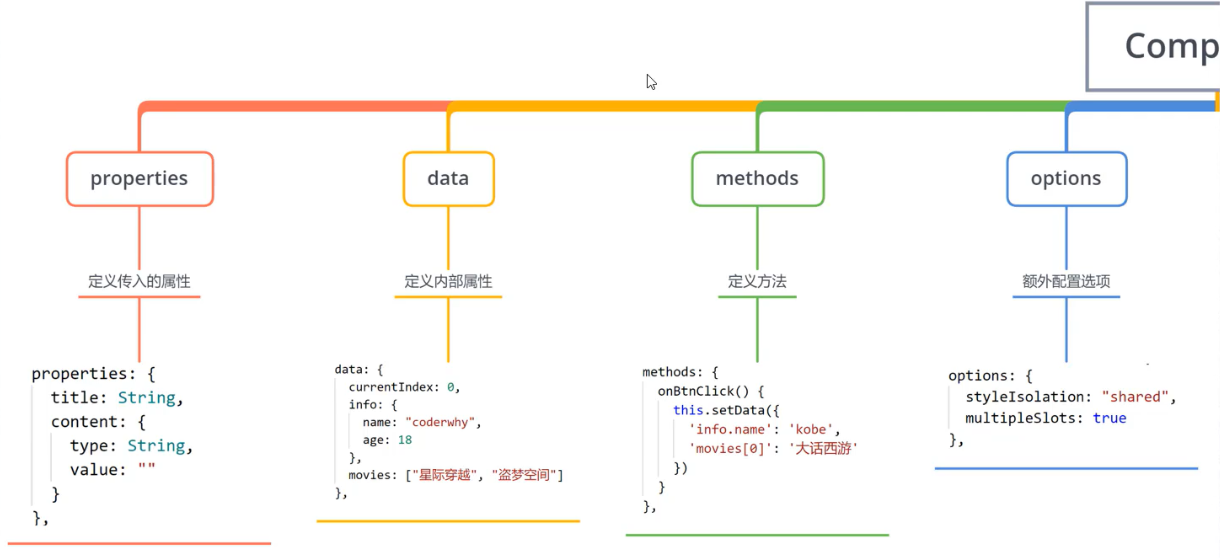 Comp
properties
data
methods
options
定义传入的属性
定义内部属性
定义方法
额外配置选项
properties: {
title: String,
content: {
type: String,
value: ""
}
},
data: {
currentIndex: 0,
info: {
name: "coderwhy",
age: 18
},
movies: ["星际穿越", "盗梦空间"]
},
methods: {
onBtnClick() {
this.setData({
'info.name': 'kobe',
'movies[0]': '大话西游'
})
}
},
options: {
styleIsolation: "shared",
multipleSlots: true
},